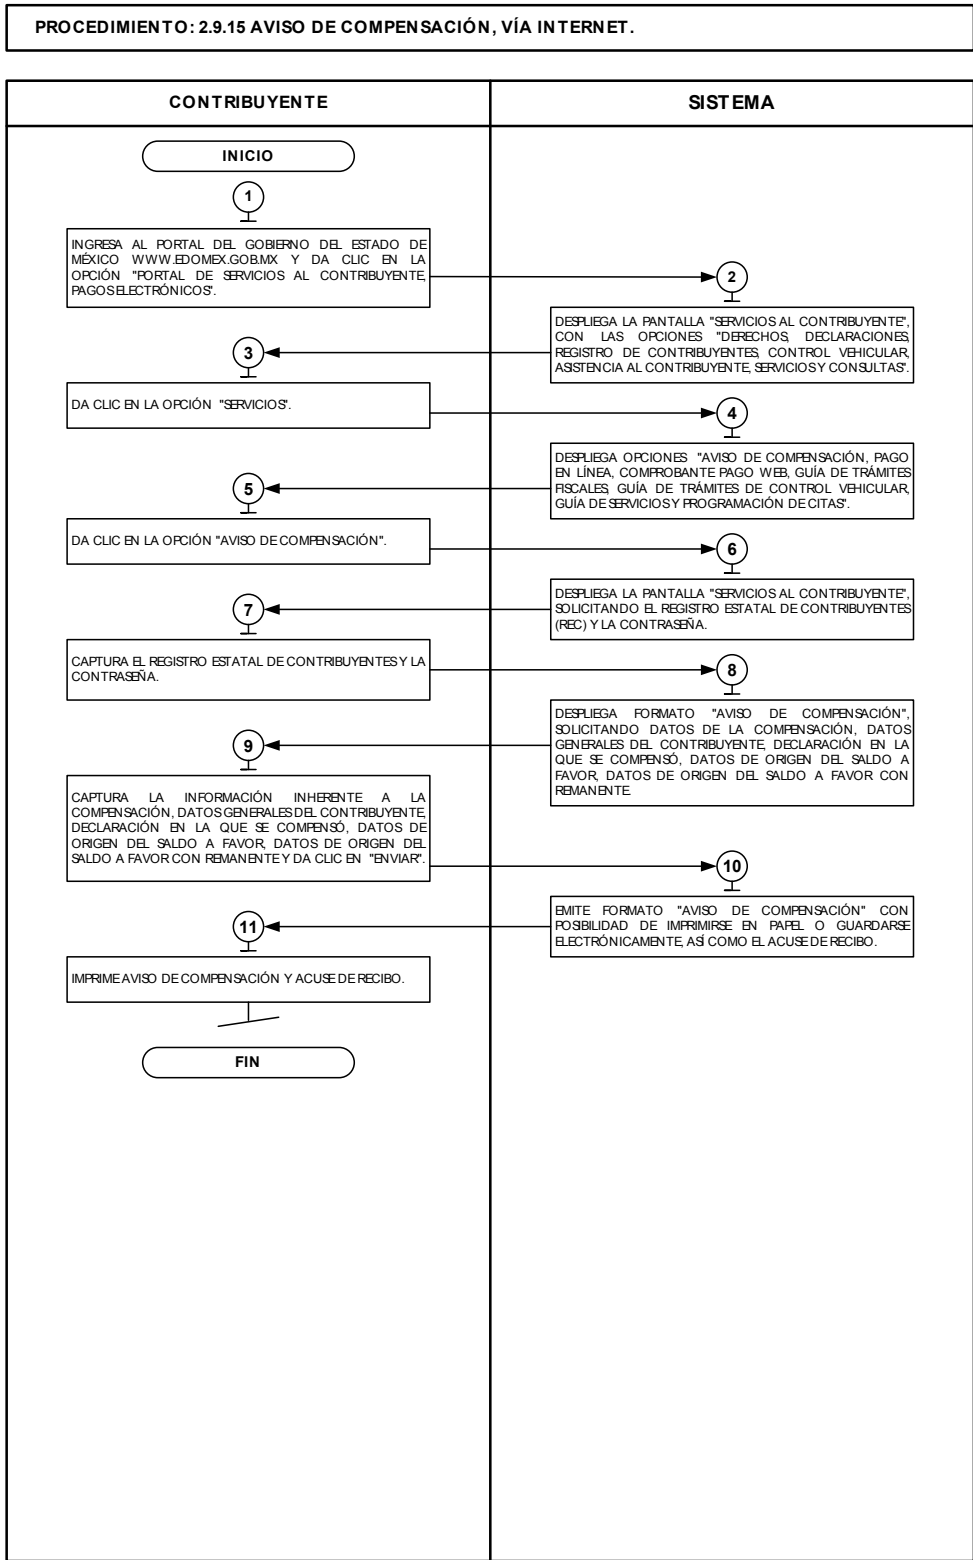 PROCEDIMIENTO: 2.9.15 AVISO DE COMPENSACIÓN, VÍA INTERNET.
CONTRIBUYENTE
SISTEMA
INICIO
1
INGRESA AL PORTAL DEL GOBIERNO DEL ESTADO DE
MÉXICO WWW.EDOMEX.GOB.MX Y DA CLIC EN LA
OPCIÓN "PORTAL DE SERVICIOS AL CONTRIBUYENTE,
PAGOS ELECTRÓNICOS".
2
DESPLIEGA LA PANTALLA "SERVICIOS AL CONTRIBUYENTE",
CON LAS OPCIONES "DERECHOS, DECLARACIONES,
REGISTRO DE CONTRIBUYENTES, CONTROL VEHICULAR,
ASISTENCIA AL CONTRIBUYENTE, SERVICIOS Y CONSULTAS".
3
DA CLIC EN LA OPCIÓN "SERVICIOS".
4
DESPLIEGA OPCIONES "AVISO DE COMPENSACIÓN, PAGO
EN LÍNEA, COMPROBANTE PAGO WEB, GUÍA DE TRÁMITES
FISCALES, GUÍA DE TRÁMITES DE CONTROL VEHICULAR,
GUÍA DE SERVICIOS Y PROGRAMACIÓN DE CITAS".
5
DA CLIC EN LA OPCIÓN "AVISO DE COMPENSACIÓN".
6
DESPLIEGA LA PANTALLA "SERVICIOS AL CONTRIBUYENTE",
SOLICITANDO EL REGISTRO ESTATAL DE CONTRIBUYENTES
(REC) Y LA CONTRASEÑA.
7
CAPTURA EL REGISTRO ESTATAL DE CONTRIBUYENTES Y LA
CONTRASEÑA.
8
DESPLIEGA FORMATO "AVISO DE COMPENSACIÓN",
SOLICITANDO DATOS DE LA COMPENSACIÓN, DATOS
GENERALES DEL CONTRIBUYENTE, DECLARACIÓN EN LA
QUE SE COMPENSÓ, DATOS DE ORIGEN DEL SALDO A
FAVOR, DATOS DE ORIGEN DEL SALDO A FAVOR CON
REMANENTE.
9
CAPTURA LA INFORMACIÓN INHERENTE A LA
COMPENSACIÓN, DATOS GENERALES DEL CONTRIBUYENTE,
DECLARACIÓN EN LA QUE SE COMPENSÓ, DATOS DE
ORIGEN DEL SALDO A FAVOR, DATOS DE ORIGEN DEL
SALDO A FAVOR CON REMANENTE Y DA CLIC EN "ENVIAR".
10
EMITE FORMATO "AVISO DE COMPENSACIÓN" CON
POSIBILIDAD DE IMPRIMIRSE EN PAPEL O GUARDARSE
ELECTRÓNICAMENTE, ASÍ COMO EL ACUSE DE RECIBO.
11
IMPRIME AVISO DE COMPENSACIÓN Y ACUSE DE RECIBO.
FIN